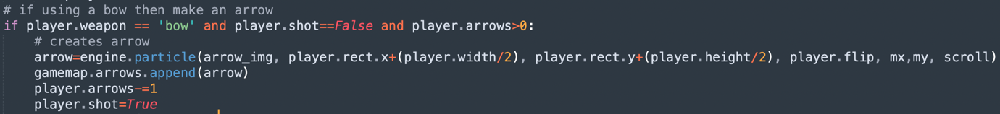 # if using a bow then make an arrow
if player.weapon == 'bow' and player.shot==False and player.arrows>0:
    # creates arrow
    arrow=engine.particle(arrow_img, player.rect.x+(player.width/2), player.rect.y+(player.height/2), player.flip, mx,my, scroll)
    gamemap.arrows.append(arrow)
    player.arrows-=1
    player.shot=True